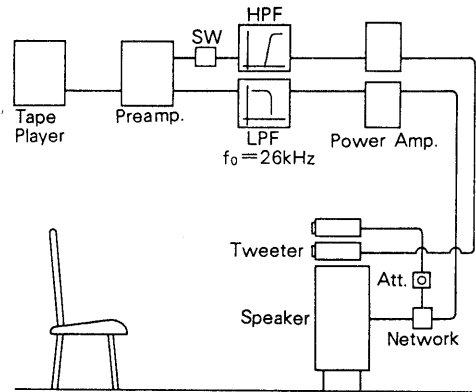 HPF
SW
Tape
Player
Preamp.
LPF
f₀=26kHz
Power Amp.
Tweeter
Att.
Speaker
Network